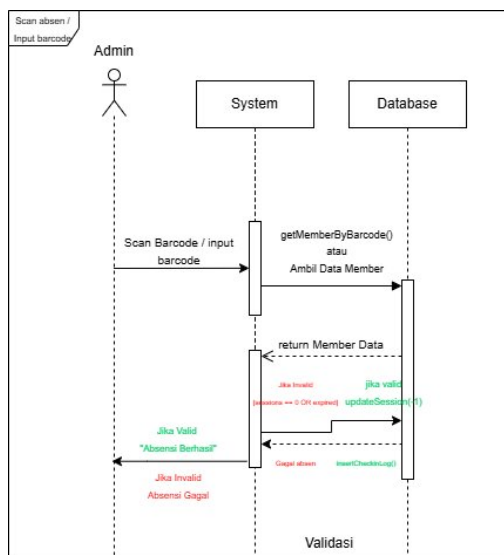 Scan absen /
Input barcode
Admin
System
Database
Scan Barcode / input
barcode
getMemberByBarcode()
atau
Ambil Data Member
return Member Data
Jika Invalid
jika valid
[sessions == 0 OR expired]
updateSession(-1)
Jika Valid
"Absensi Berhasil"
Gagal absen
insertCheckinLog()
Jika Invalid
Absensi Gagal
Validasi